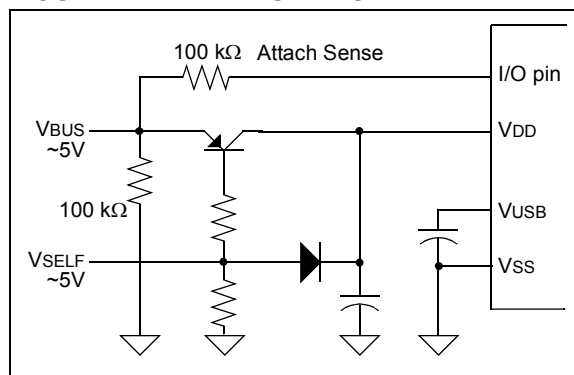 100 kΩ Attach Sense
I/O pin
VBUS
~5V
VDD
100 kΩ
VUSB
VSELF
~5V
VSS